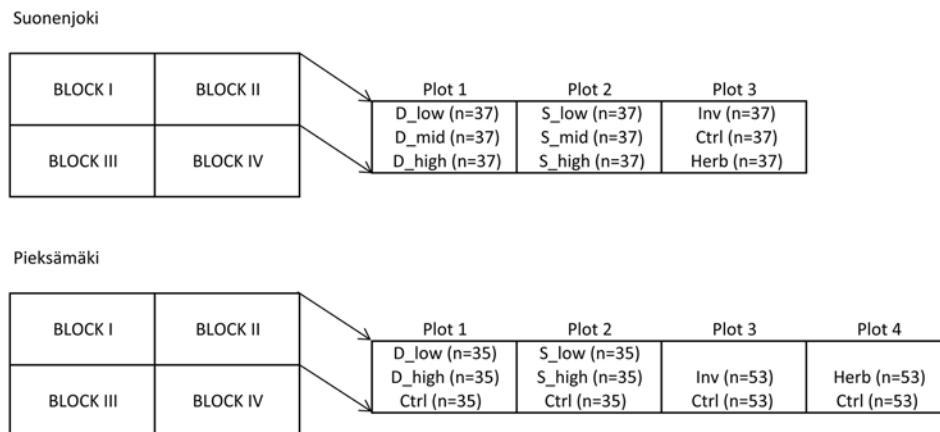 Suonenjoki
BLOCK I BLOCK II
BLOCK III BLOCK IV
Plot 1 Plot 2 Plot 3
D_low (n=37) S_low (n=37) Inv (n=37)
D_mid (n=37) S_mid (n=37) Ctrl (n=37)
D_high (n=37) S_high (n=37) Herb (n=37)
Pieksämäki
BLOCK I BLOCK II
BLOCK III BLOCK IV
Plot 1 Plot 2 Plot 3 Plot 4
D_low (n=35) S_low (n=35)
D_high (n=35) S_high (n=35) Inv (n=53) Herb (n=53)
Ctrl (n=35) Ctrl (n=35) Ctrl (n=53) Ctrl (n=53)